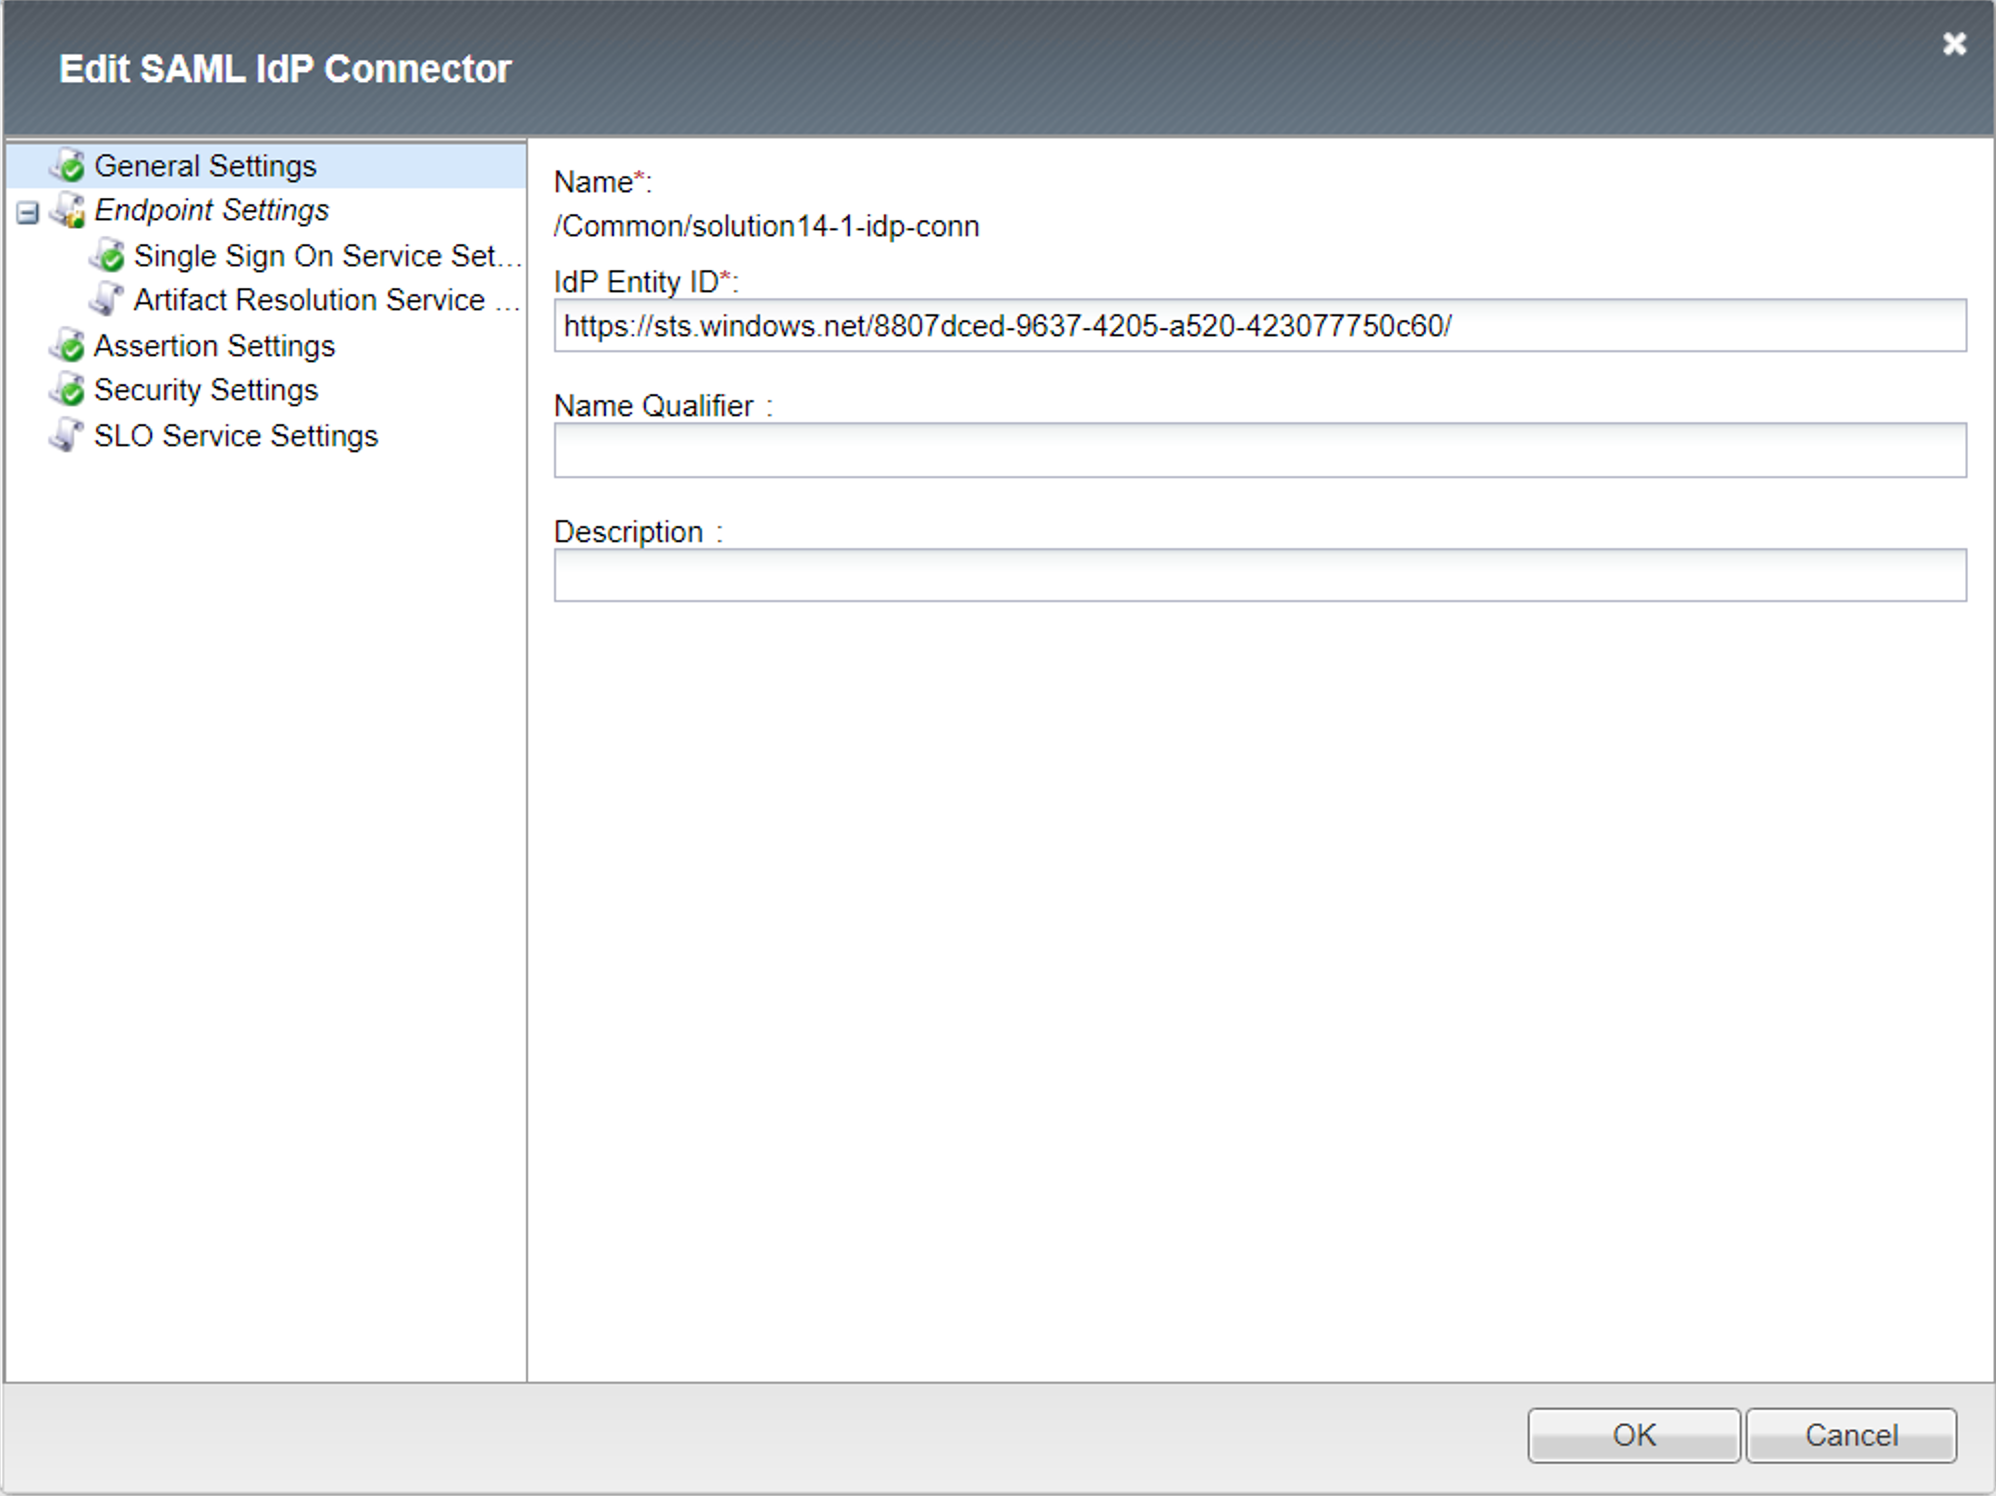 Edit SAML IdP Connector
General Settings
Endpoint Settings
Single Sign On Service Set...
Artifact Resolution Service ...
Assertion Settings
Security Settings
SLO Service Settings
Name*:
/Common/solution14-1-idp-conn
IdP Entity ID*:
https://sts.windows.net/8807dced-9637-4205-a520-423077750c60/
Name Qualifier :
Description :
OK
Cancel